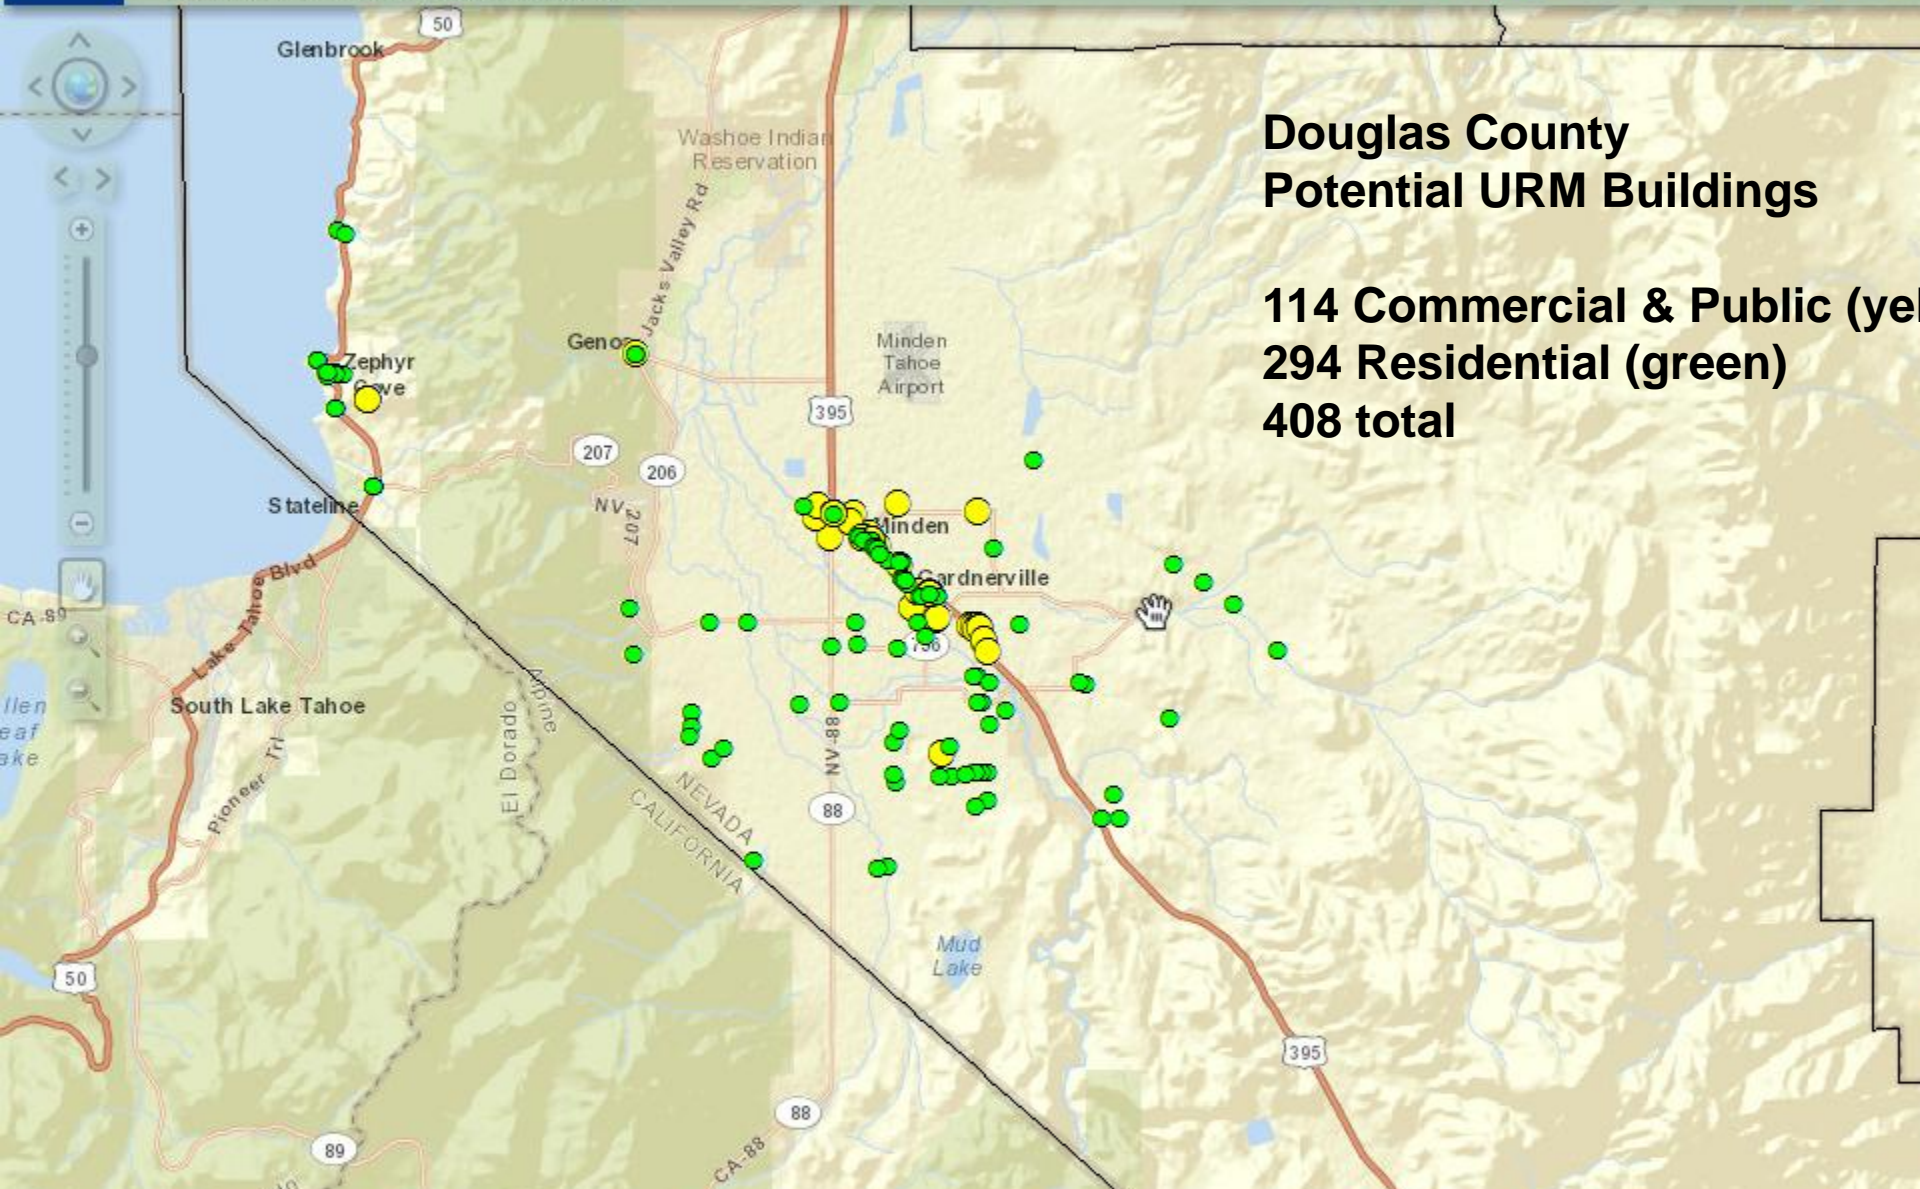 50
Glenbrook
Washoe Indian
Reservation
Jacks Valley Rd
Douglas County
Potential URM Buildings
114 Commercial & Public (yel
294 Residential (green)
408 total
Genoa
Minden
Tahoe
Airport
Zephyr
Cove
395
207
206
Stateline
NV-207
Minden
Gardnerville
CA-89
Lake Tahoe Blvd
756
South Lake Tahoe
Alpine
El Dorado
Pioneer Trl
NV-88
NEVADA
CALIFORNIA
88
Mud
Lake
50
395
88
CA-88
89